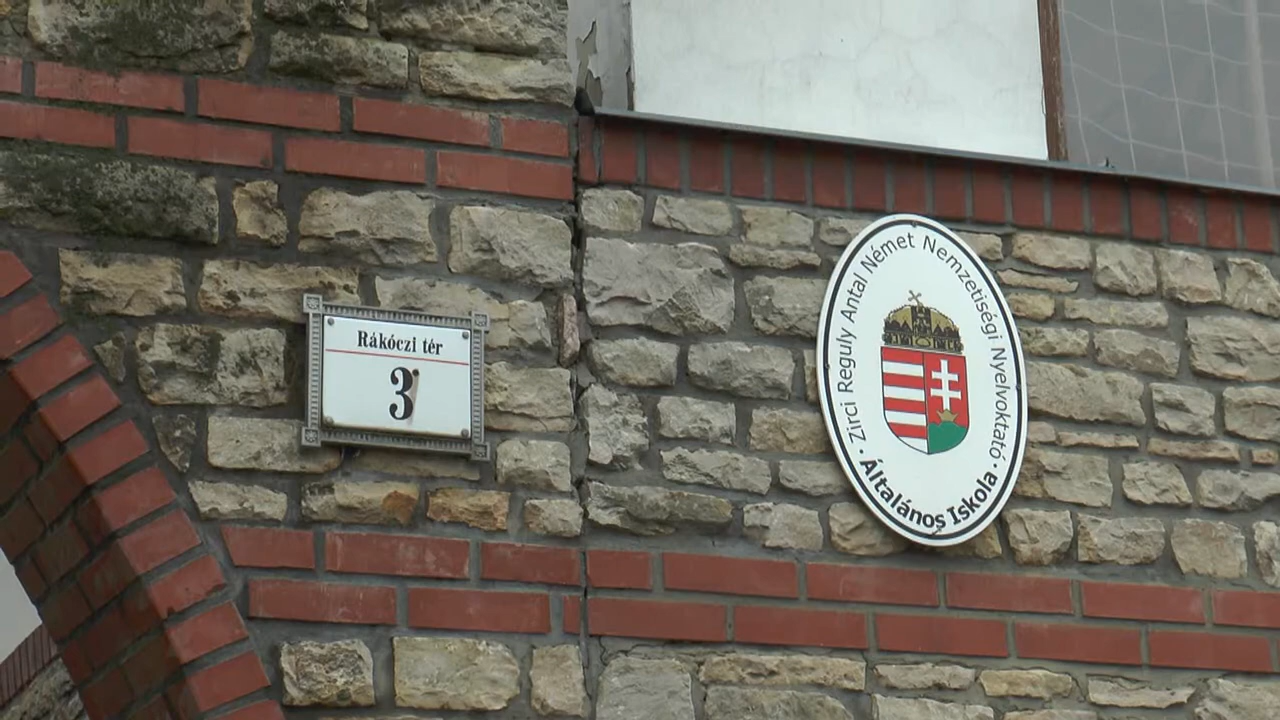 Rákóczi tér
3
· Zirci Reguly Antal Német Nemzetiségi Nyelvoktató ·
Általános Iskola